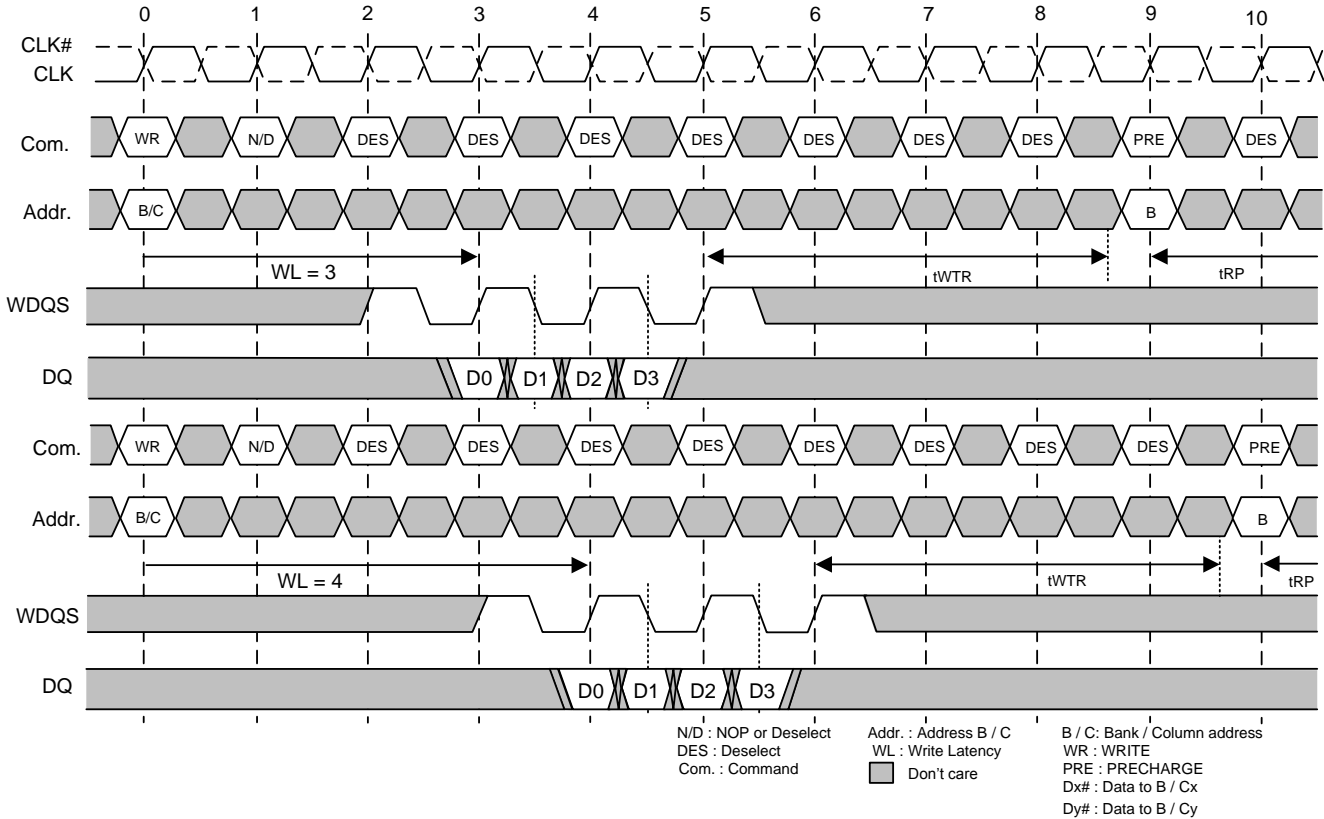 0 1 2 3 4 5 6 7 8 9 10
CLK#
CLK
Com. WR N/D DES DES DES DES DES DES DES PRE DES
Addr. B/C B
WL = 3 tWTR tRP
WDQS
DQ D0 D1 D2 D3
Com. WR N/D DES DES DES DES DES DES DES DES PRE
Addr. B/C B
WL = 4 tWTR tRP
WDQS
DQ D0 D1 D2 D3
N/D : NOP or Deselect
DES : Deselect
Com. : Command
Addr. : Address B / C
WL : Write Latency
Don't care
B / C: Bank / Column address
WR : WRITE
PRE : PRECHARGE
Dx# : Data to B / Cx
Dy# : Data to B / Cy